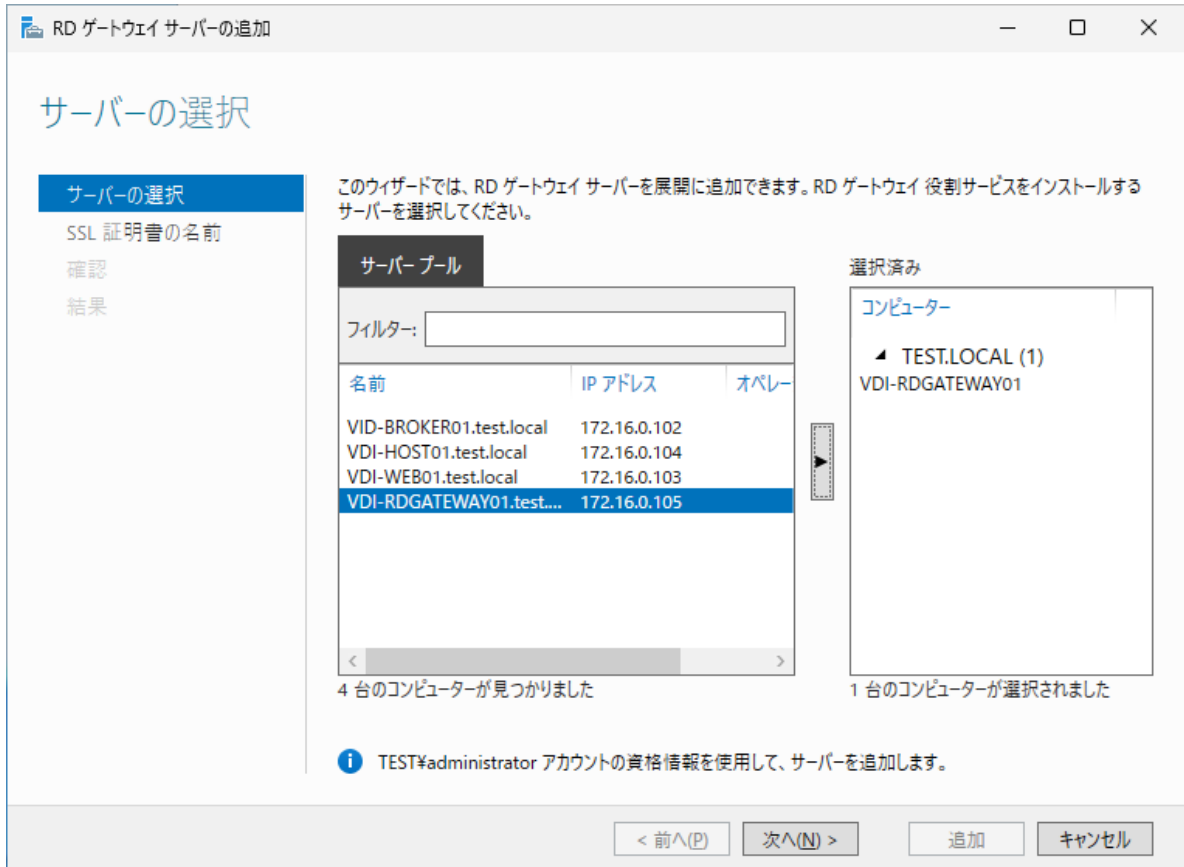 RD ゲートウェイ サーバーの追加
サーバーの選択
サーバーの選択
SSL 証明書の名前
確認
結果
このウィザードでは、RD ゲートウェイ サーバーを展開に追加できます。RD ゲートウェイ 役割サービスをインストールする
サーバーを選択してください。
サーバー プール
フィルター:
名前 IP アドレス オペレー
VID-BROKER01.test.local 172.16.0.102
VDI-HOST01.test.local 172.16.0.104
VDI-WEB01.test.local 172.16.0.103
VDI-RDGATEWAY01.test.... 172.16.0.105
4 台のコンピューターが見つかりました
選択済み
コンピューター
TEST.LOCAL (1)
VDI-RDGATEWAY01
1 台のコンピューターが選択されました
TEST¥administrator アカウントの資格情報を使用して、サーバーを追加します。
< 前へ(P) 次へ(N) > 追加 キャンセル